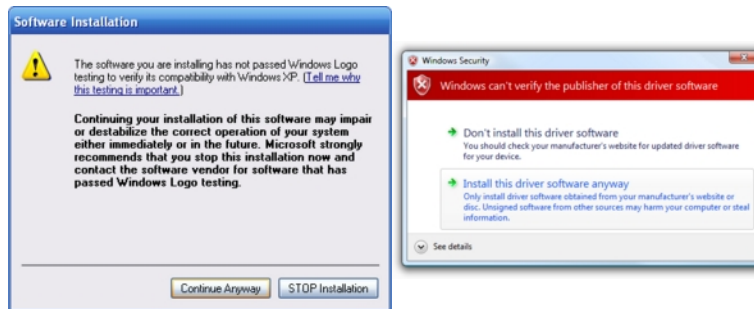 Software Installation
The software you are installing has not passed Windows Logo
testing to verify its compatibility with Windows XP. (Tell me why
this testing is important.)
Continuing your installation of this software may impair
or destabilize the correct operation of your system
either immediately or in the future. Microsoft strongly
recommends that you stop this installation now and
contact the software vendor for software that has
passed Windows Logo testing.
Continue Anyway
STOP Installation
Windows Security
Windows can't verify the publisher of this driver software
Don't install this driver software
You should check your manufacturer's website for updated driver software
for your device.
Install this driver software anyway
Only install driver software obtained from your manufacturer's website or
disc. Unsigned software from other sources may harm your computer or steal
information.
See details